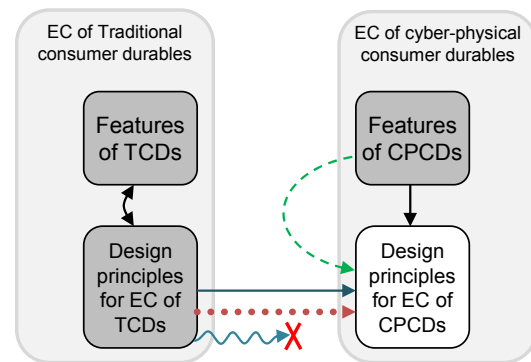 EC of Traditional
consumer durables
EC of cyber-physical
consumer durables
Features
of TCDs
Features
of CPCDs
Design
principles
for EC of
TCDs
Design
principles
for EC of
CPCDs